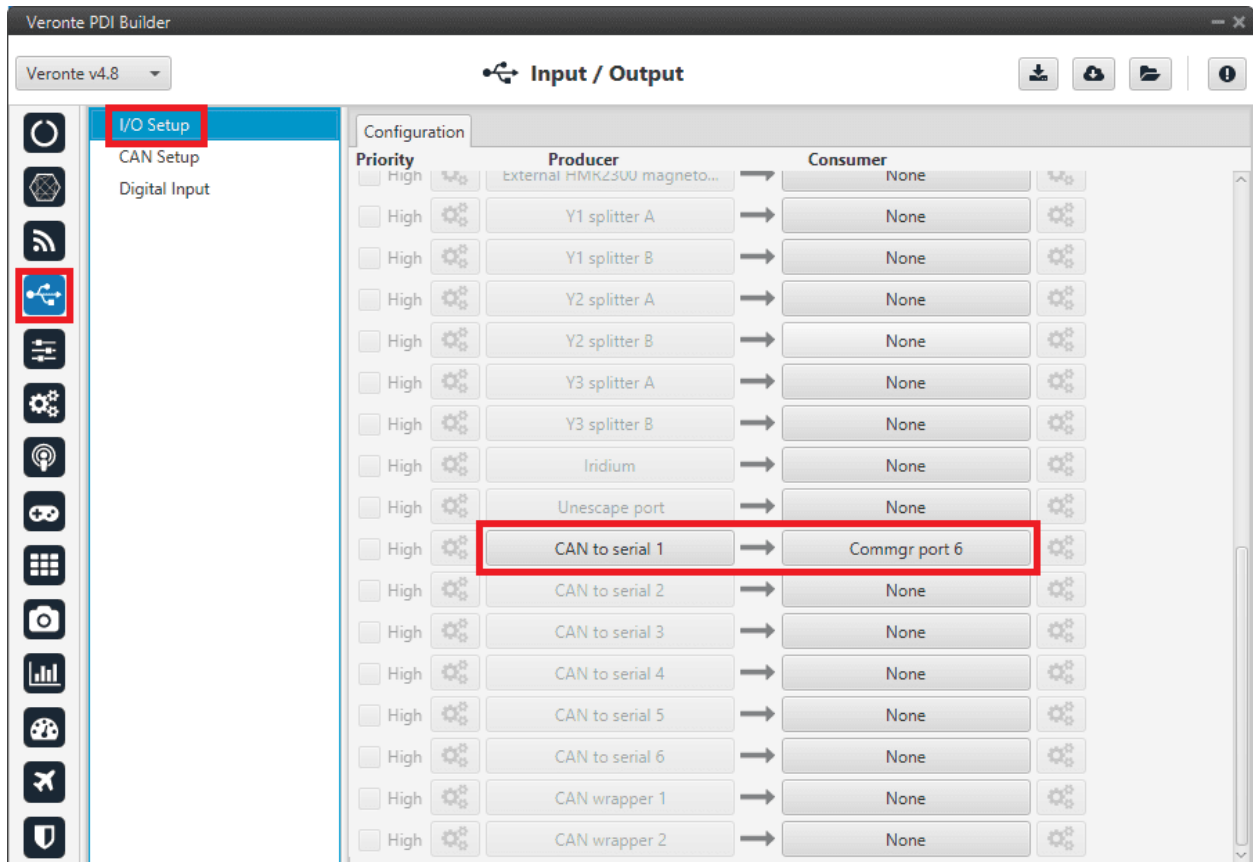 Veronte PDI Builder
Veronte v4.8
Input / Output
I/O Setup
CAN Setup
Digital Input
Configuration
Priority Producer Consumer
High External HMR2300 magneto... None
High Y1 splitter A None
High Y1 splitter B None
High Y2 splitter A None
High Y2 splitter B None
High Y3 splitter A None
High Y3 splitter B None
High Iridium None
High Unescape port None
High CAN to serial 1 Commgr port 6
High CAN to serial 2 None
High CAN to serial 3 None
High CAN to serial 4 None
High CAN to serial 5 None
High CAN to serial 6 None
High CAN wrapper 1 None
High CAN wrapper 2 None